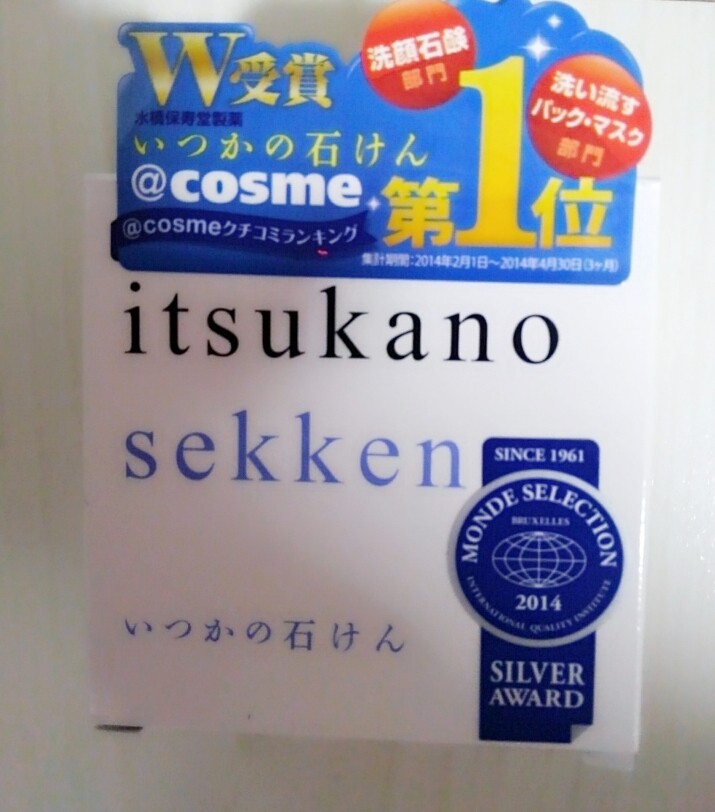 W受賞
洗顔石鹸
部門
洗い流す
パック・マスク
部門
水橋保寿堂製薬
いつかの石けん
@cosme
@cosmeクチコミランキング
第1位
集計期間:2014年2月1日～2014年4月30日(3ヶ月)
itsukano
sekken
SINCE 1961
MONDE SELECTION
BRUXELLES
2014
INTERNATIONAL QUALITY INSTITUTE
SILVER
AWARD
いつかの石けん